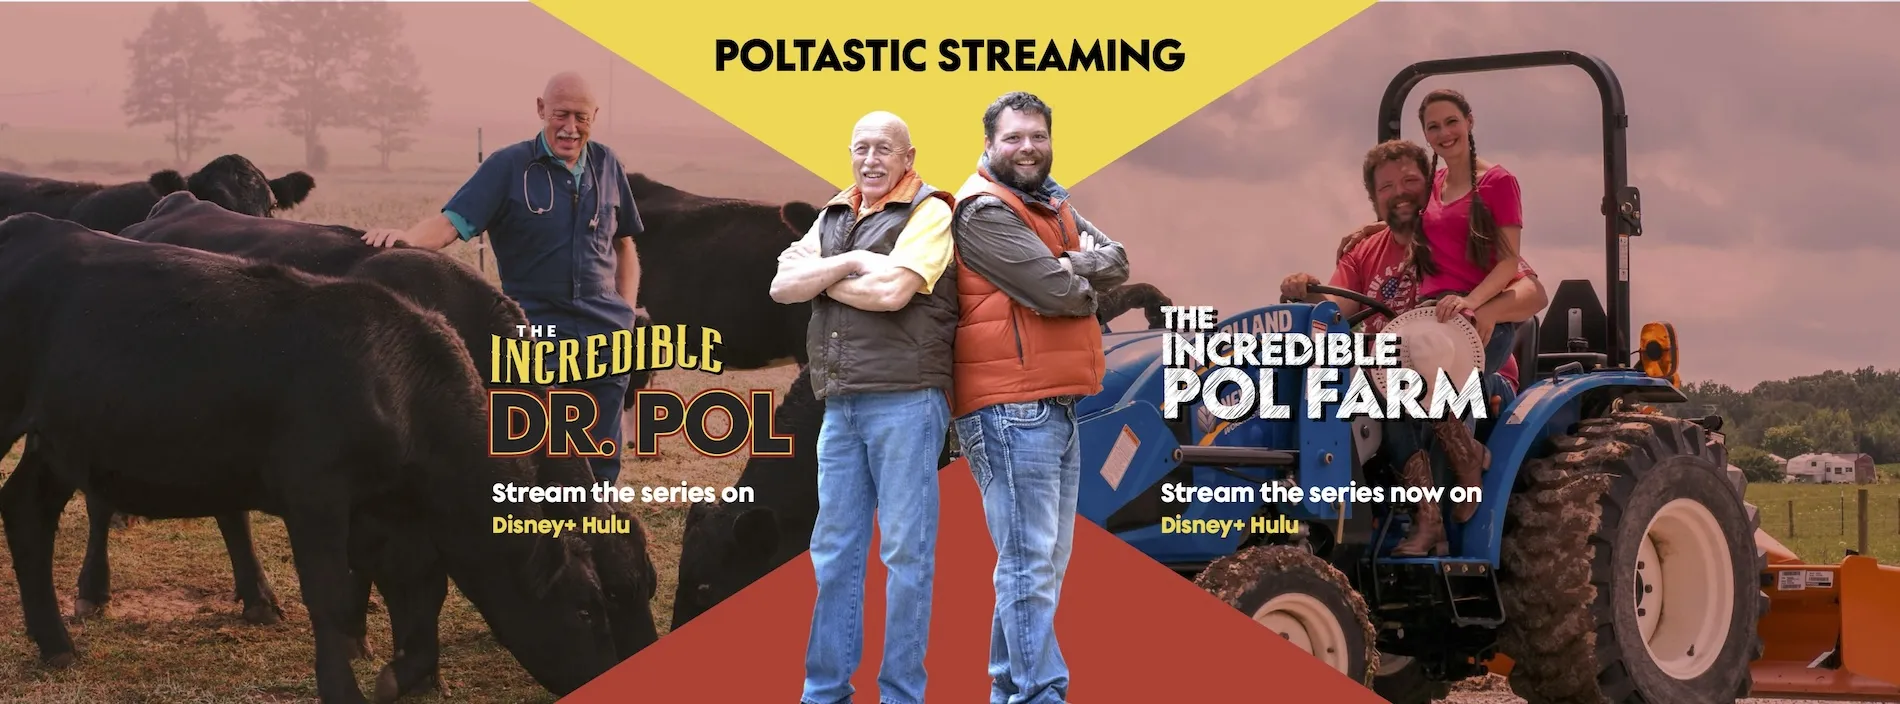 POLTASTIC STREAMING
THE
INCREDIBLE
DR. POL
Stream the series on
Disney+ Hulu
THE
INCREDIBLE
POL FARM
Stream the series now on
Disney+ Hulu